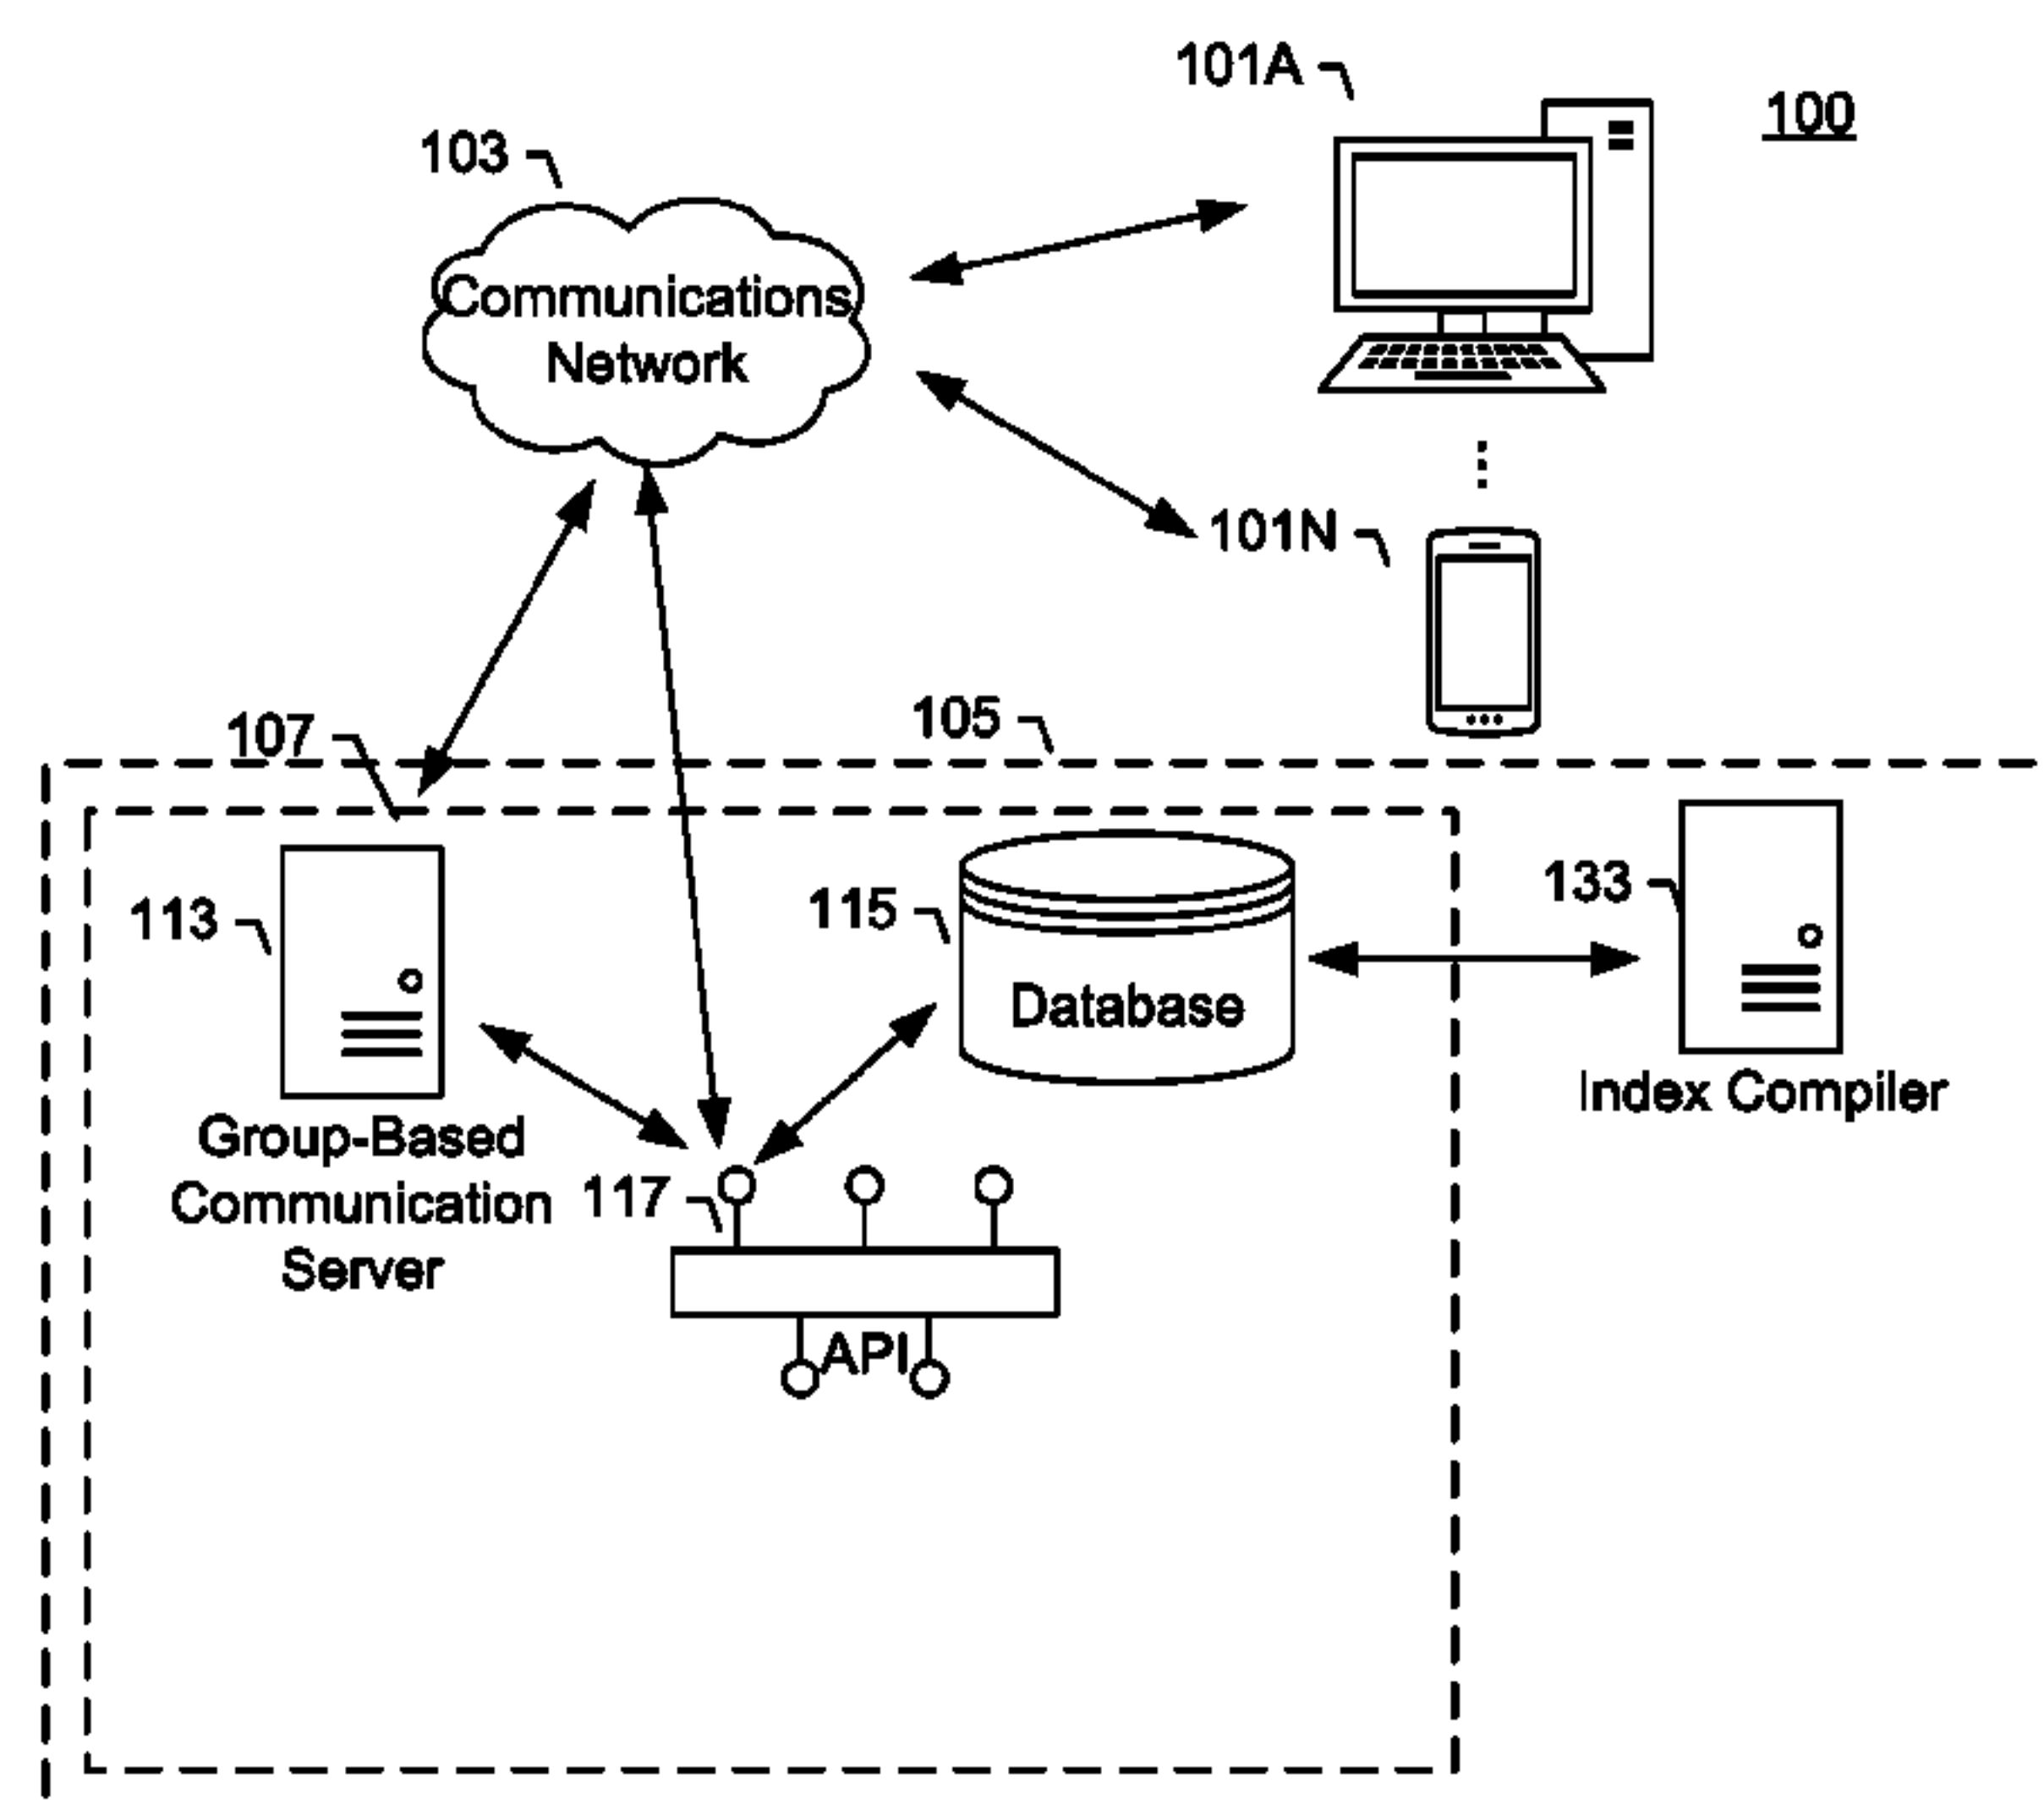 101A
100
103
Communications
Network
101N
105
107
133
115
113
Database
Index Compiler
Group-Based
Communication
Server
117
API